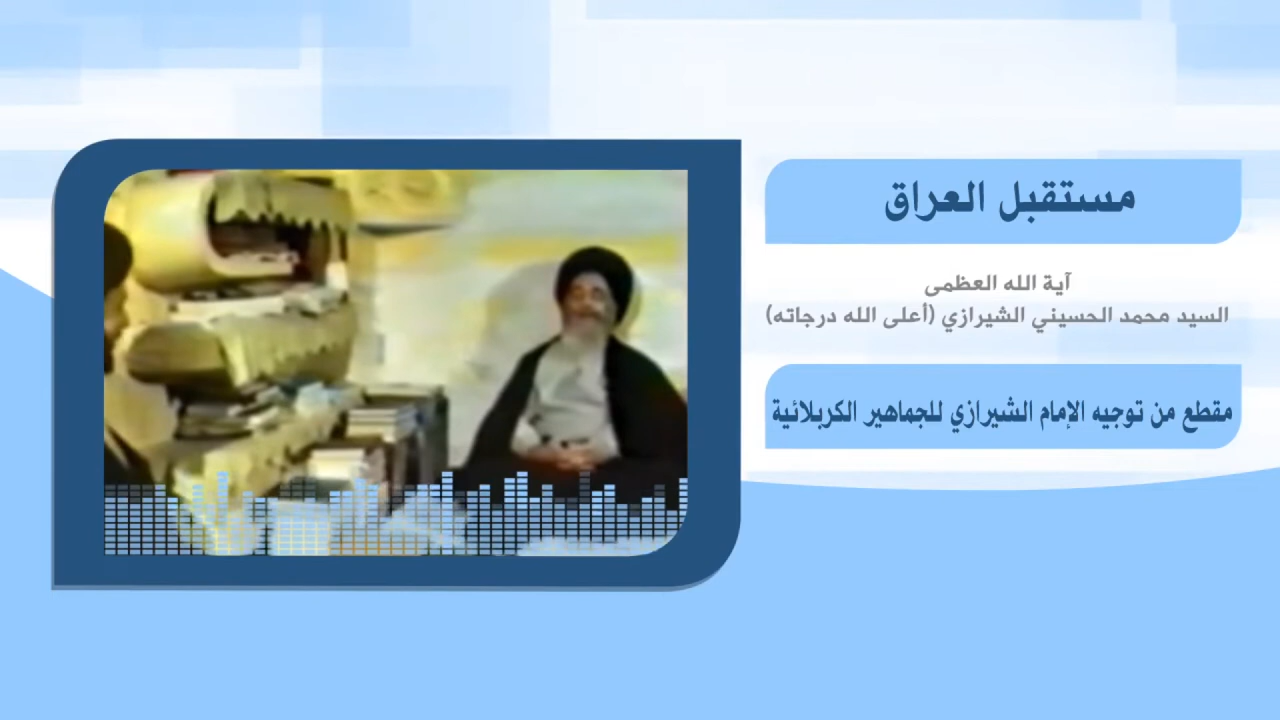 مستقبل العراق
آية الله العظمى
السيد محمد الحسيني الشيرازي (أعلى الله درجاته)
مقطع من توجيه الإمام الشيرازي للجماهير الكربلائية